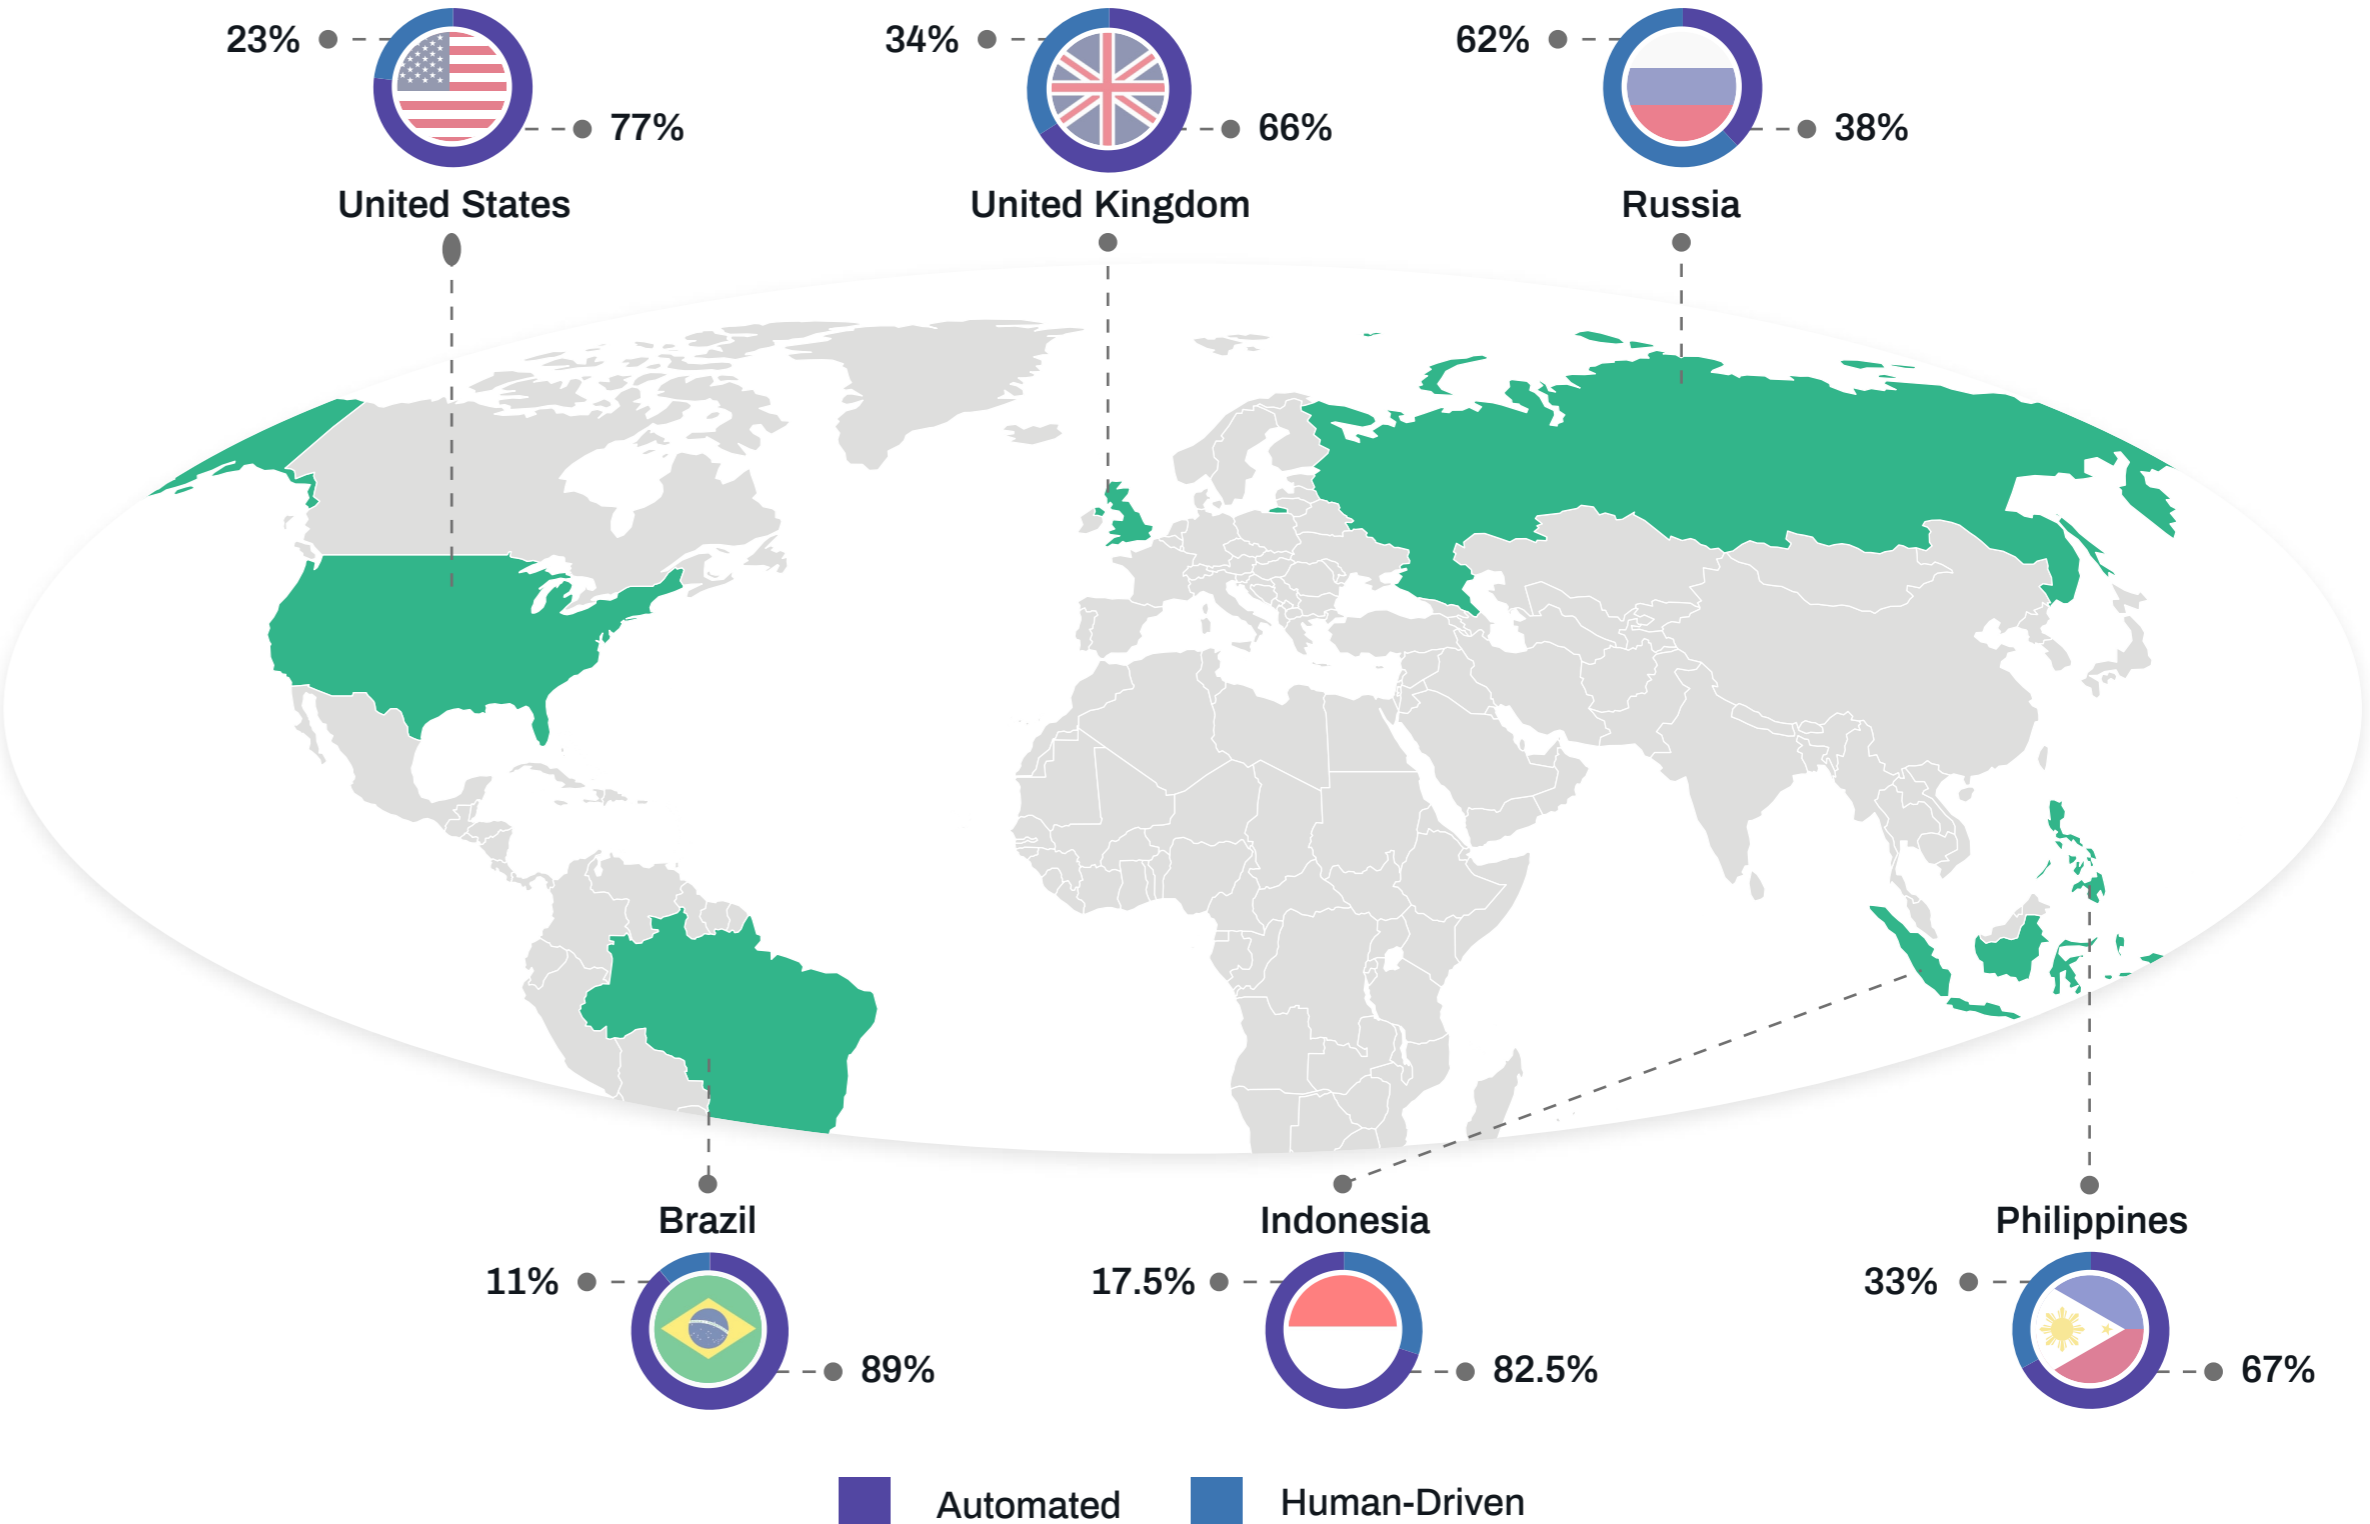 23%
77%
United States
34%
66%
United Kingdom
62%
38%
Russia
Brazil
11%
89%
Indonesia
17.5%
82.5%
Philippines
33%
67%
Automated
Human-Driven